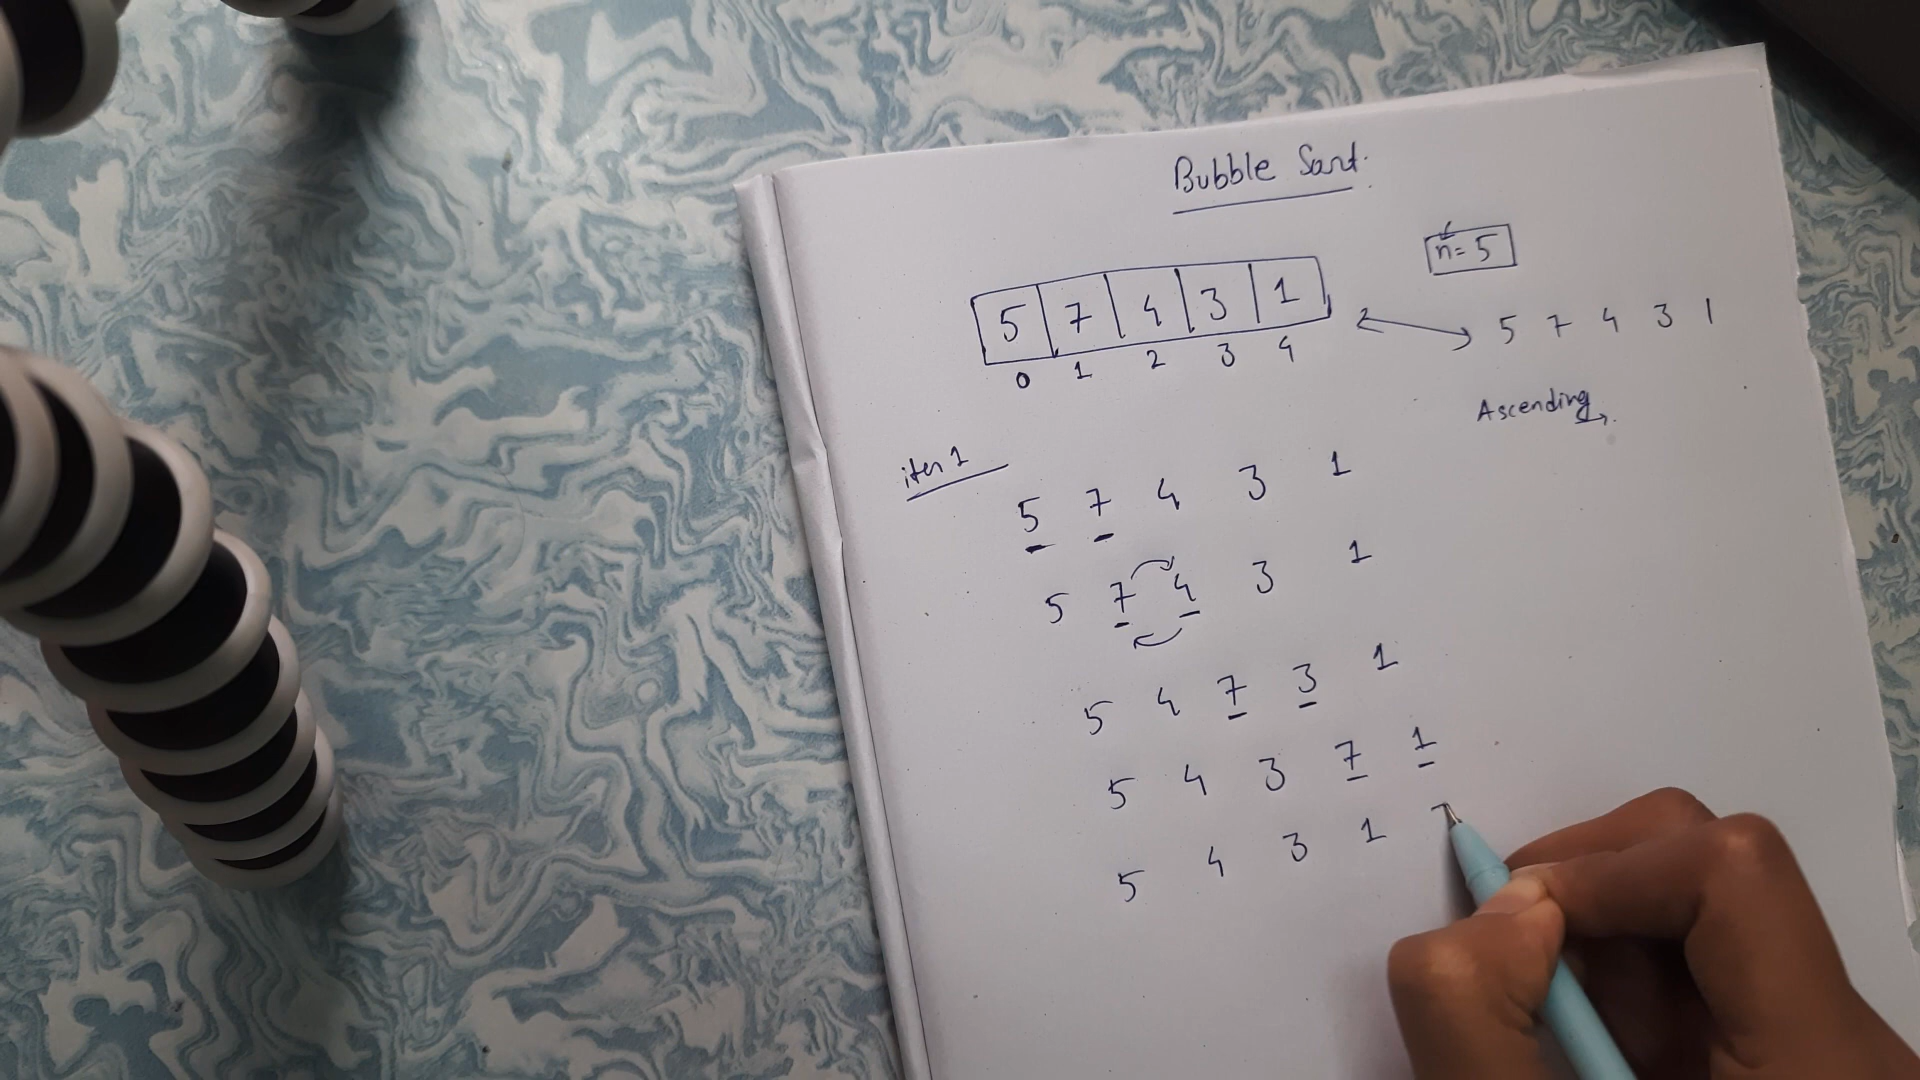 Bubble Sort.
n = 5
5 7 4 3 1
0 1 2 3 4
5 7 4 3 1
Ascending
iter 1
5 7 4 3 1
5 7 4 3 1
5 4 7 3 1
5 4 3 7 1
5 4 3 1 7